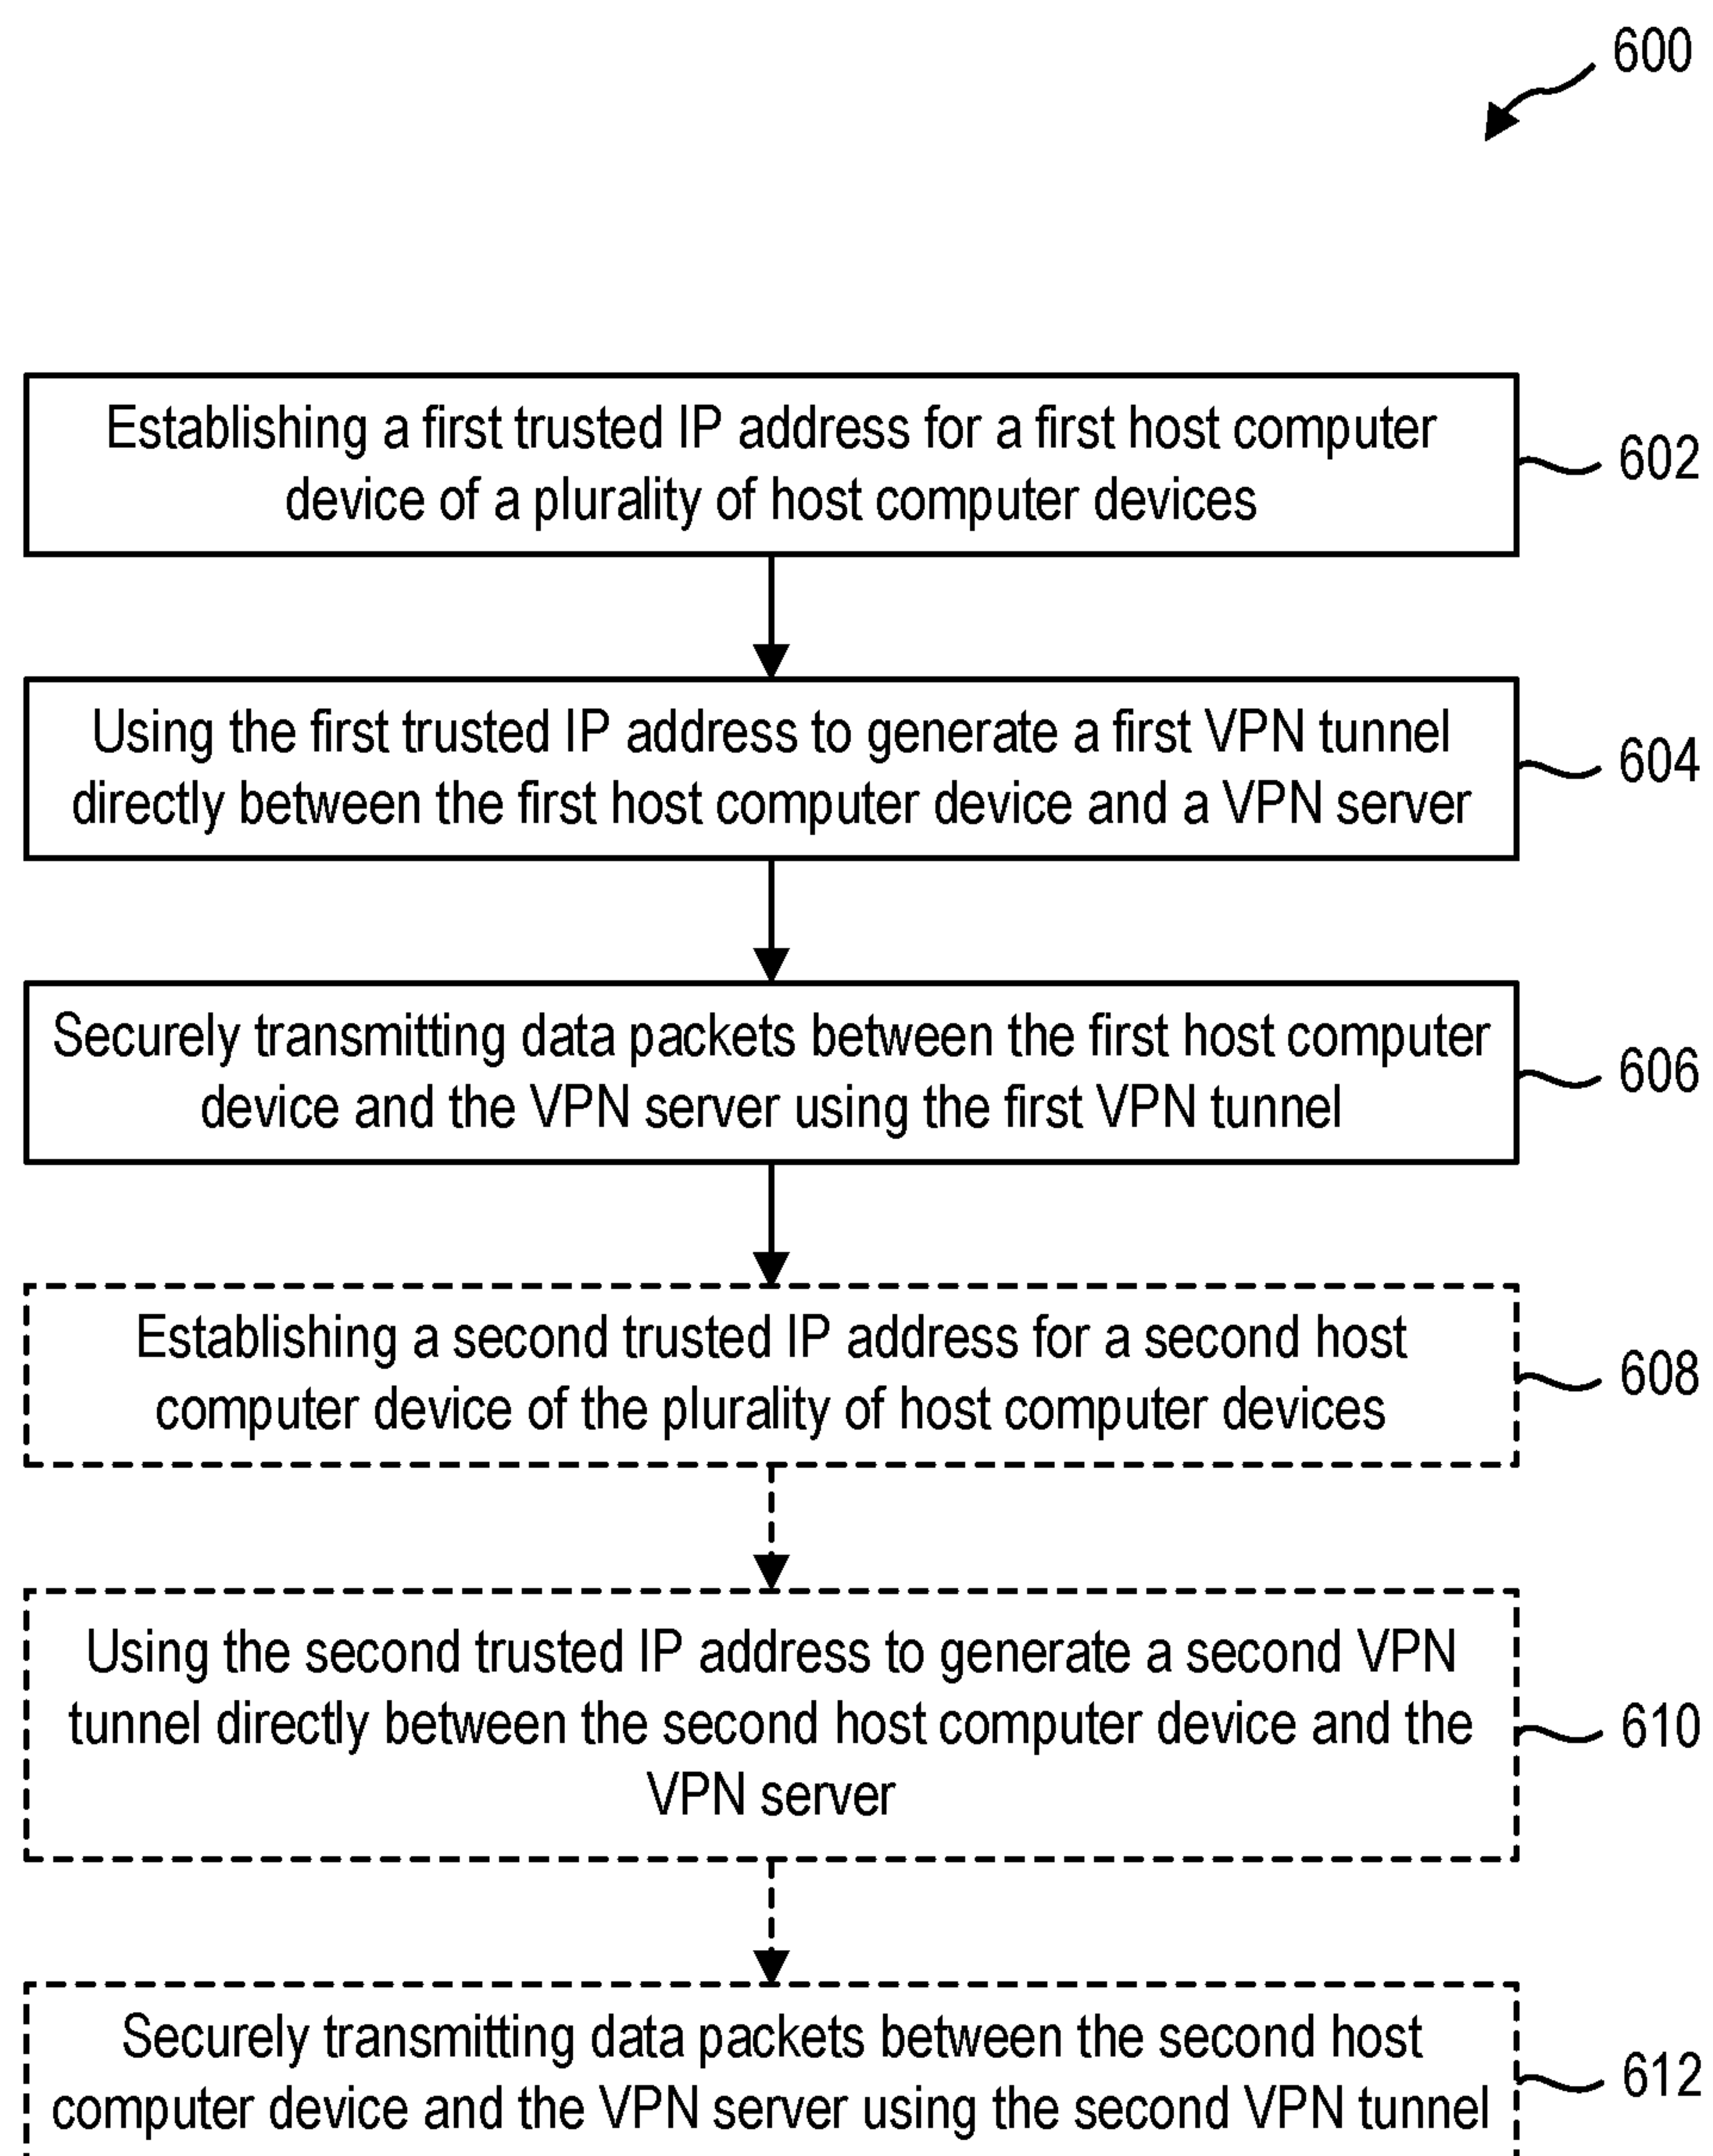 600
Establishing a first trusted IP address for a first host computer
device of a plurality of host computer devices
602
Using the first trusted IP address to generate a first VPN tunnel
directly between the first host computer device and a VPN server
604
Securely transmitting data packets between the first host computer
device and the VPN server using the first VPN tunnel
606
Establishing a second trusted IP address for a second host
computer device of the plurality of host computer devices
608
Using the second trusted IP address to generate a second VPN
tunnel directly between the second host computer device and the
VPN server
610
Securely transmitting data packets between the second host
computer device and the VPN server using the second VPN tunnel
612